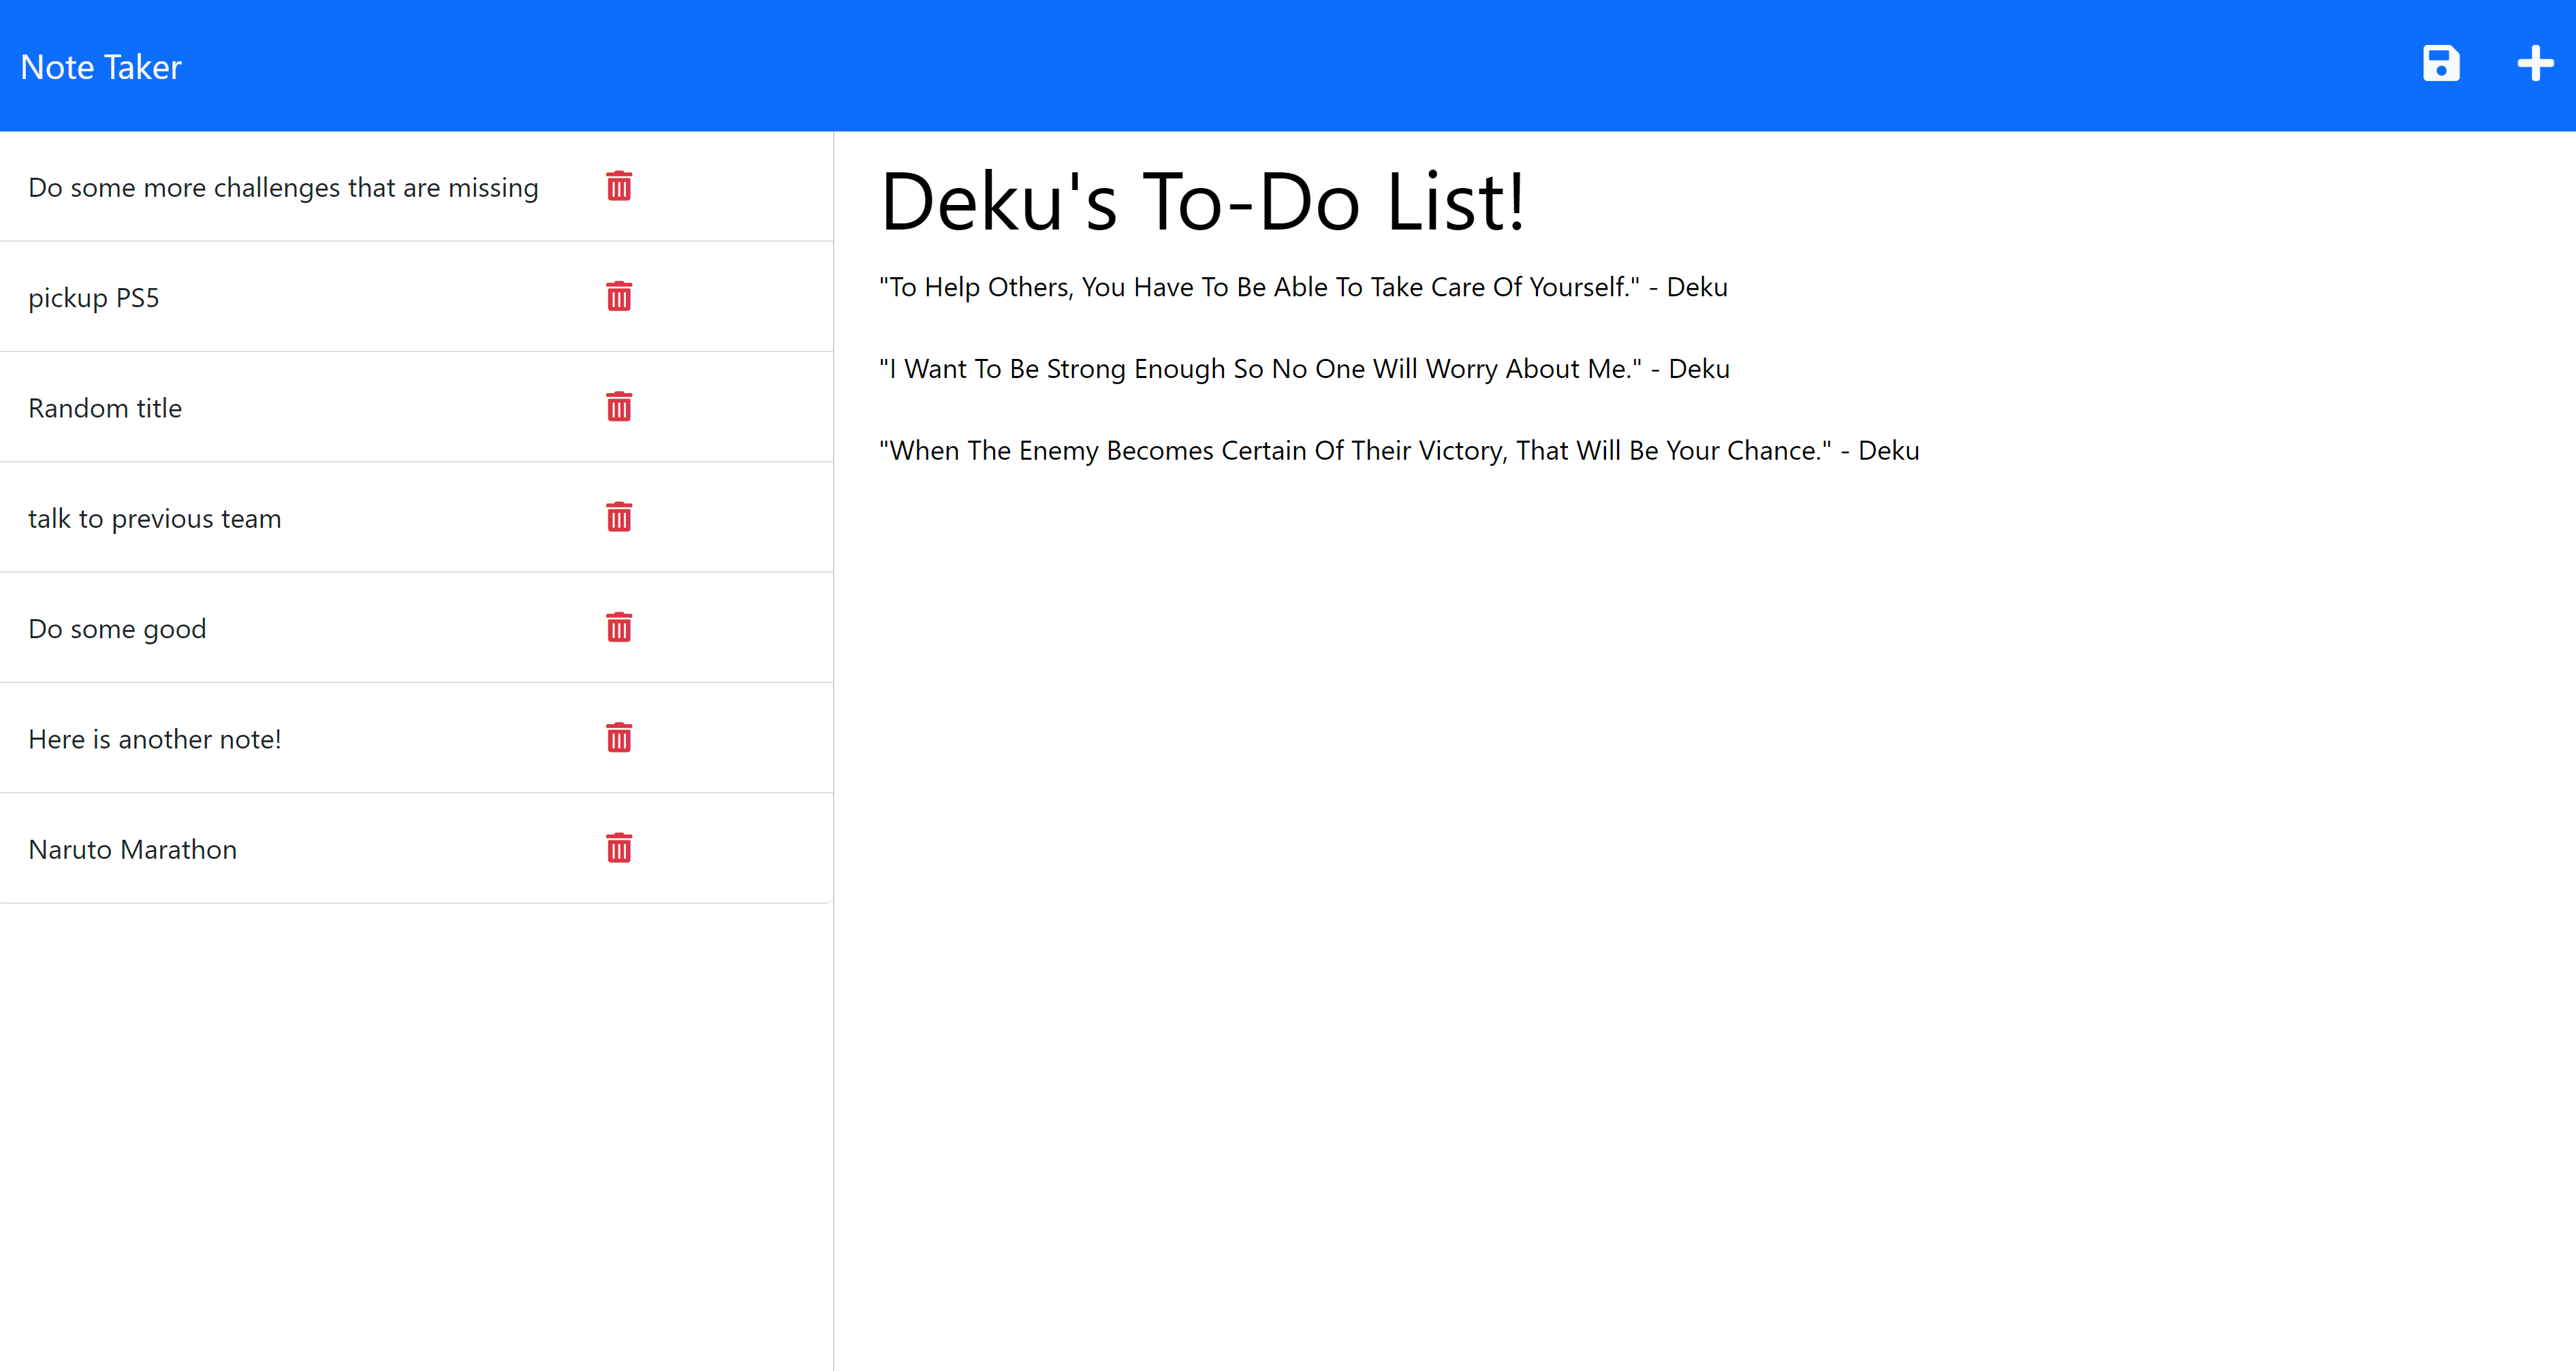 Note Taker
Do some more challenges that are missing
pickup PS5
Random title
talk to previous team
Do some good
Here is another note!
Naruto Marathon
Deku's To-Do List!
"To Help Others, You Have To Be Able To Take Care Of Yourself." - Deku
"I Want To Be Strong Enough So No One Will Worry About Me." - Deku
"When The Enemy Becomes Certain Of Their Victory, That Will Be Your Chance." - Deku